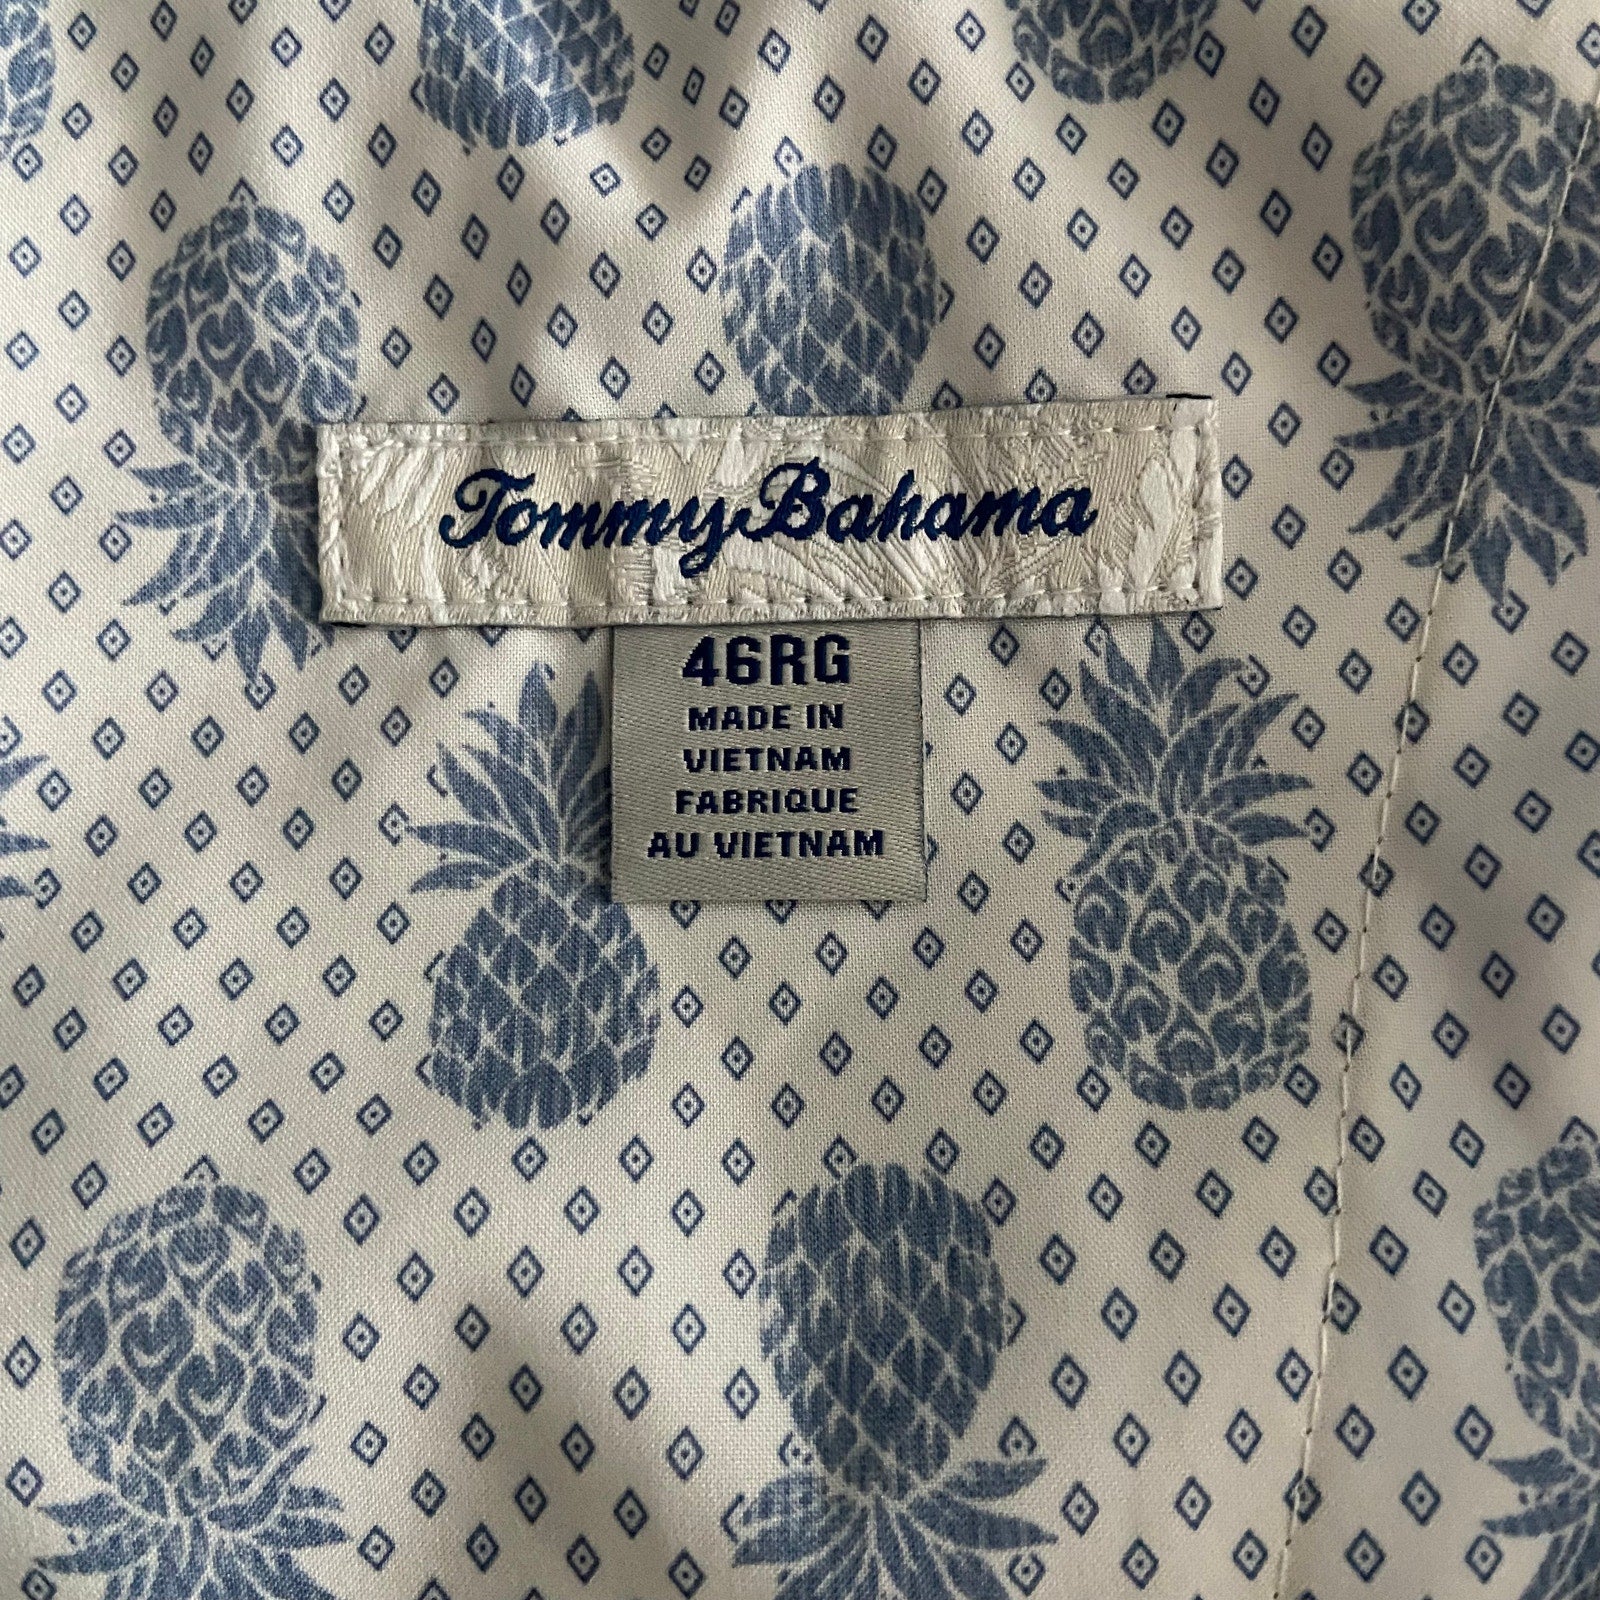 Tommy Bahama
46RG
MADE IN
VIETNAM
FABRIQUE
AU VIETNAM